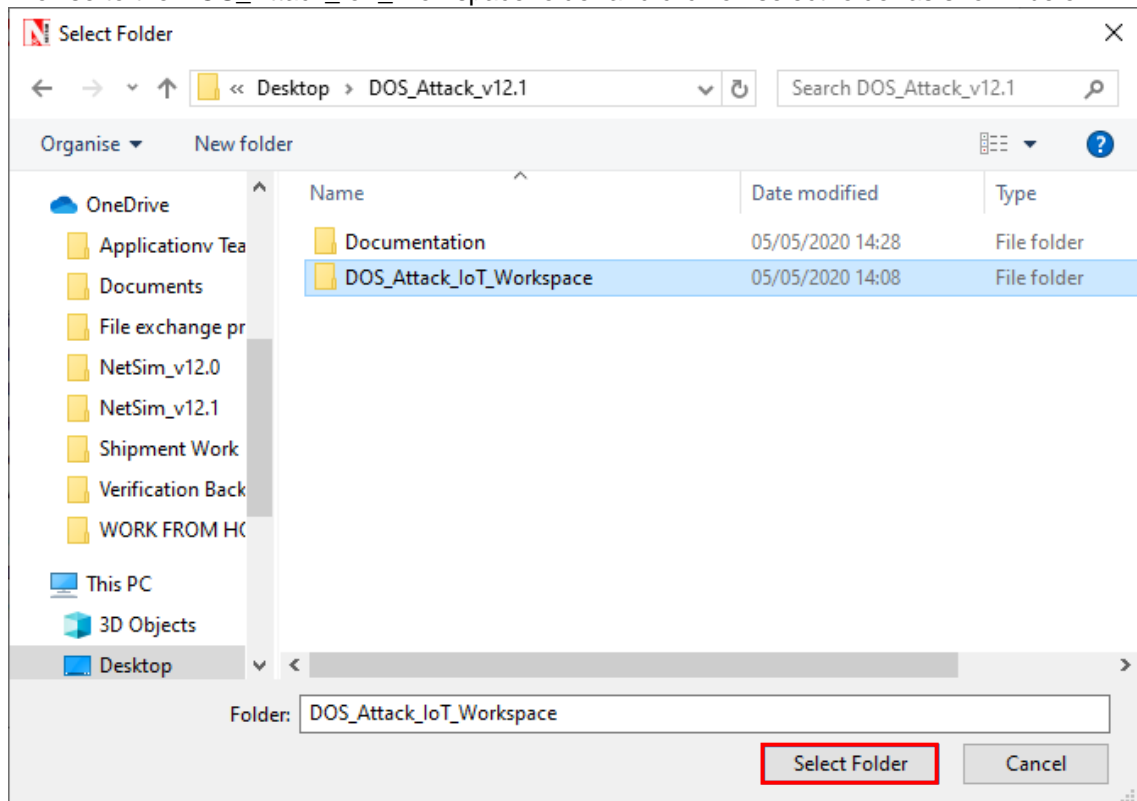 Select Folder
« Desktop › DOS_Attack_v12.1
Search DOS_Attack_v12.1
Organise
New folder
Name Date modified Type
OneDrive
Applicationv Tea
Documents
File exchange pr
NetSim_v12.0
NetSim_v12.1
Shipment Work
Verification Back
WORK FROM HO
This PC
3D Objects
Desktop
Documentation 05/05/2020 14:28 File folder
DOS_Attack_IoT_Workspace 05/05/2020 14:08 File folder
Folder: DOS_Attack_IoT_Workspace
Select Folder Cancel